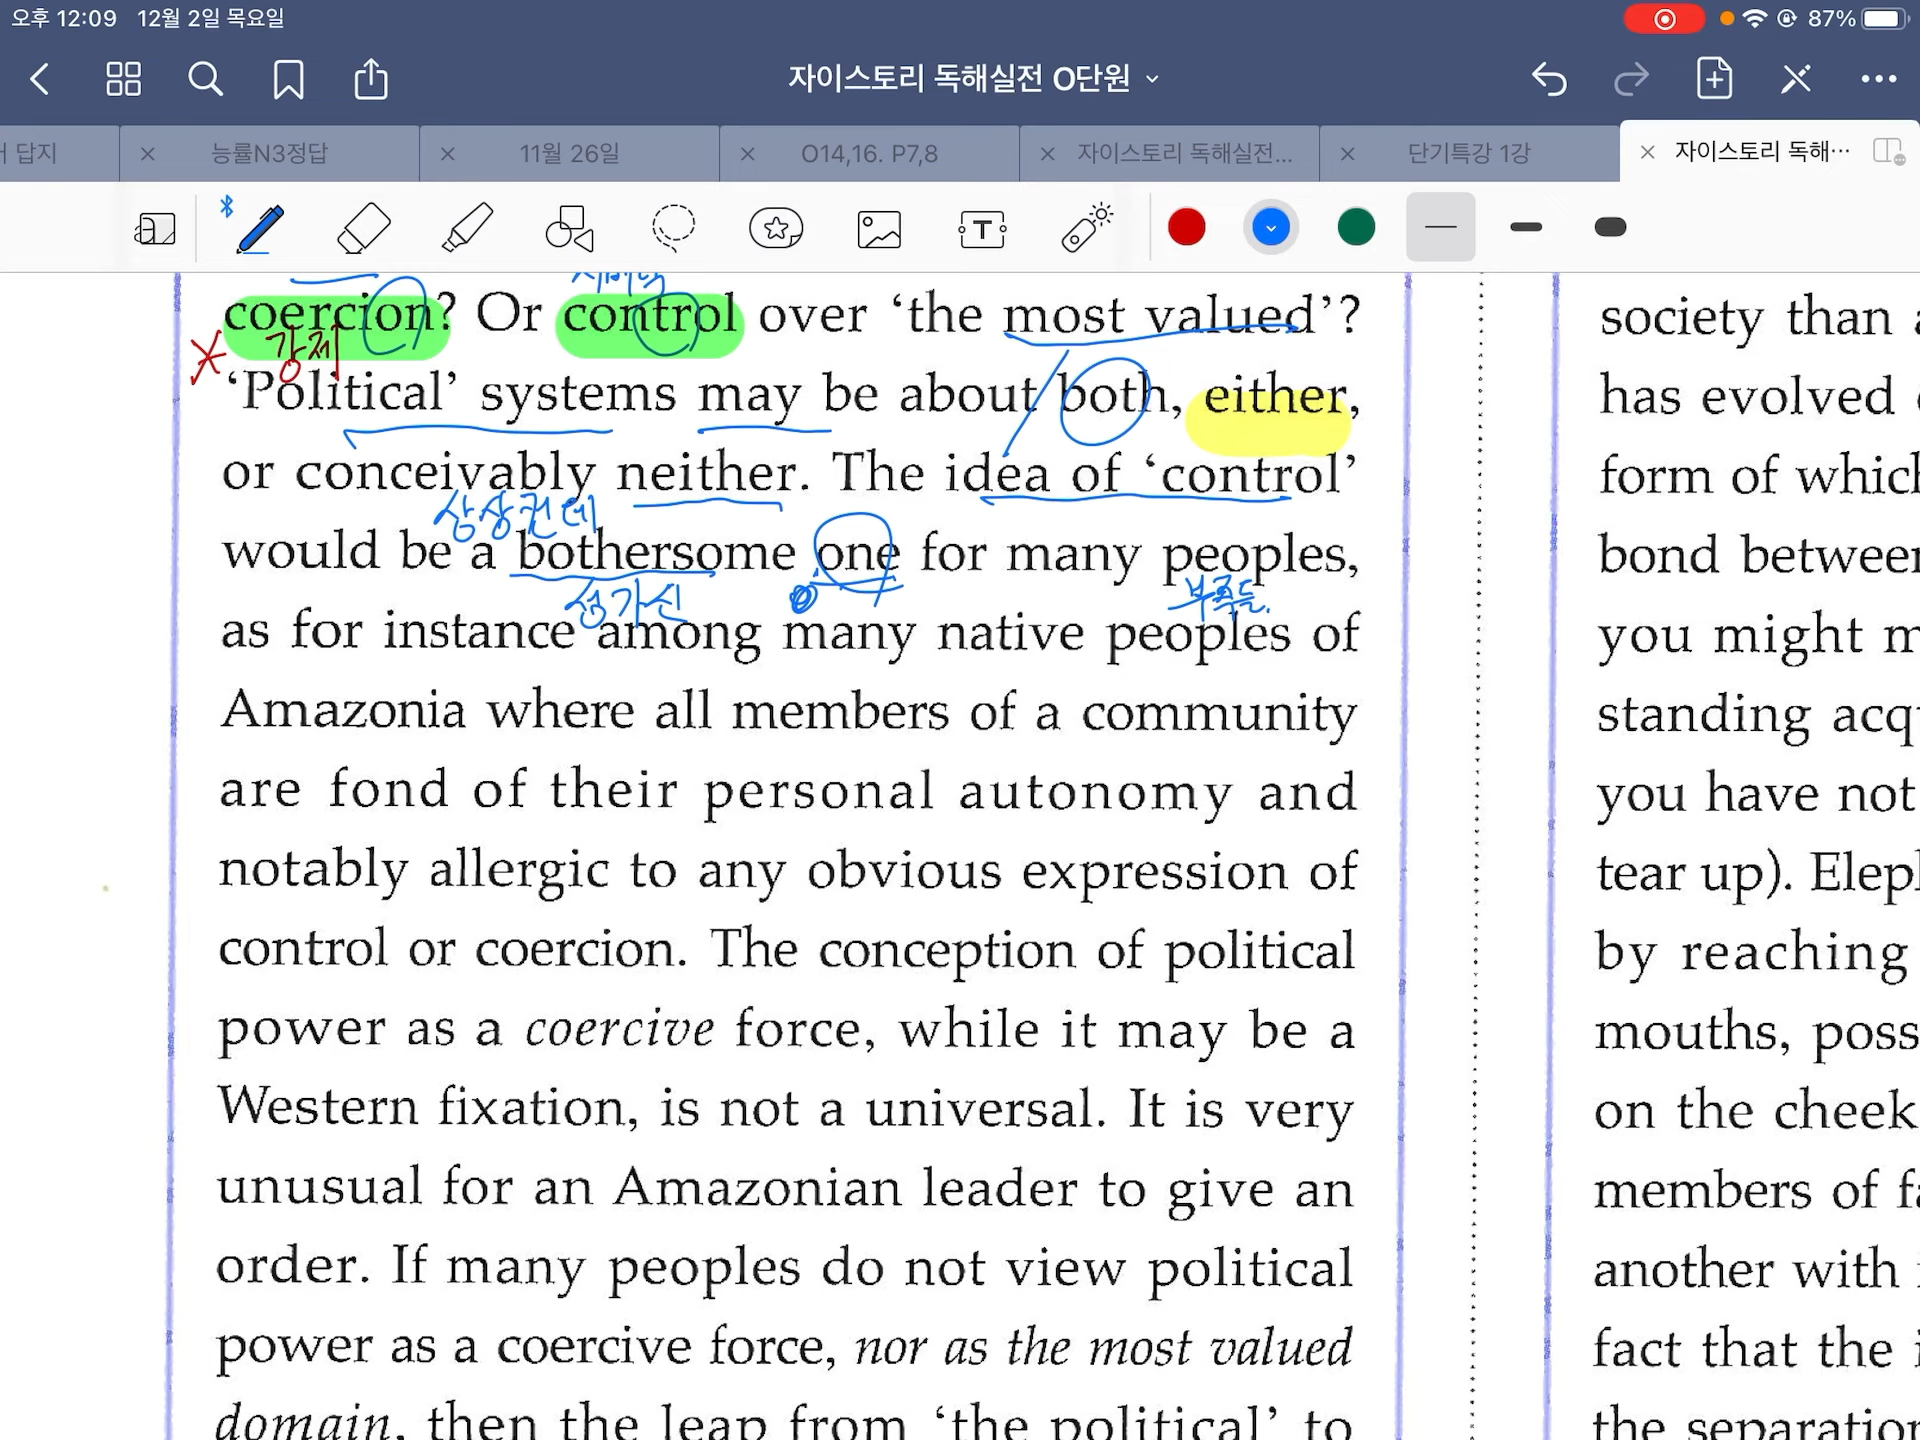 오후 12:09 12월 2일 목요일
87%
자이스토리 독해실전 O단원
답지
능률N3정답
11월 26일
O14,16. P7,8
자이스토리 독해실전...
단기특강 1강
자이스토리 독해...
coercion? Or control over ‘the most valued’?
강제
‘Political’ systems may be about both, either,
or conceivably neither. The idea of ‘control’
상상컨데
would be a bothersome one for many peoples,
성가신
부족들.
as for instance among many native peoples of
Amazonia where all members of a community
are fond of their personal autonomy and
notably allergic to any obvious expression of
control or coercion. The conception of political
power as a coercive force, while it may be a
Western fixation, is not a universal. It is very
unusual for an Amazonian leader to give an
order. If many peoples do not view political
power as a coercive force, nor as the most valued
domain, then the leap from ‘the political’ to
society than
has evolved
form of which
bond between
you might
standing
you have not
tear up).
by reaching
mouths,
on the cheek
members of
another with
fact that the
the separation